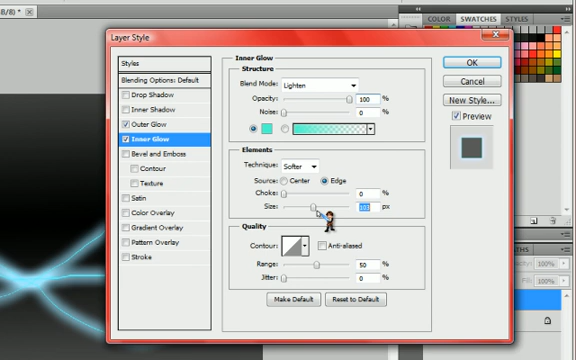 8/8) *
COLOR SWATCHES STYLES
Layer Style
Styles
Blending Options: Default
Drop Shadow
Inner Shadow
Outer Glow
Inner Glow
Bevel and Emboss
Contour
Texture
Satin
Color Overlay
Gradient Overlay
Pattern Overlay
Stroke
Inner Glow
Structure
Blend Mode: Lighten
Opacity: 100 %
Noise: 0 %
Elements
Technique: Softer
Source: Center Edge
Choke: 0 %
Size: 103 px
Quality
Contour: Anti-aliased
Range: 50 %
Jitter: 0 %
Make Default Reset to Default
OK
Cancel
New Style...
Preview
100%